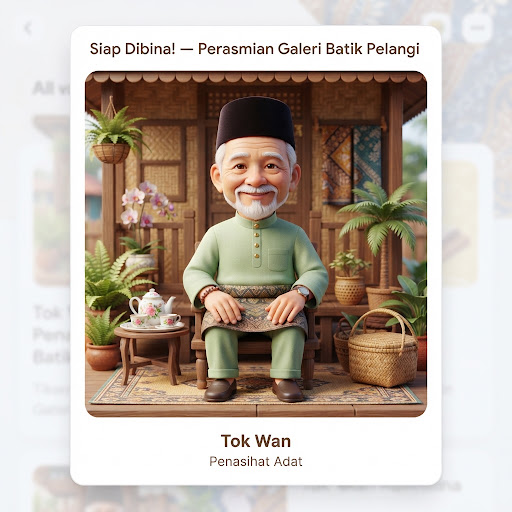 Siap Dibina! — Perasmian Galeri Batik Pelangi
Tok Wan
Penasihat Adat